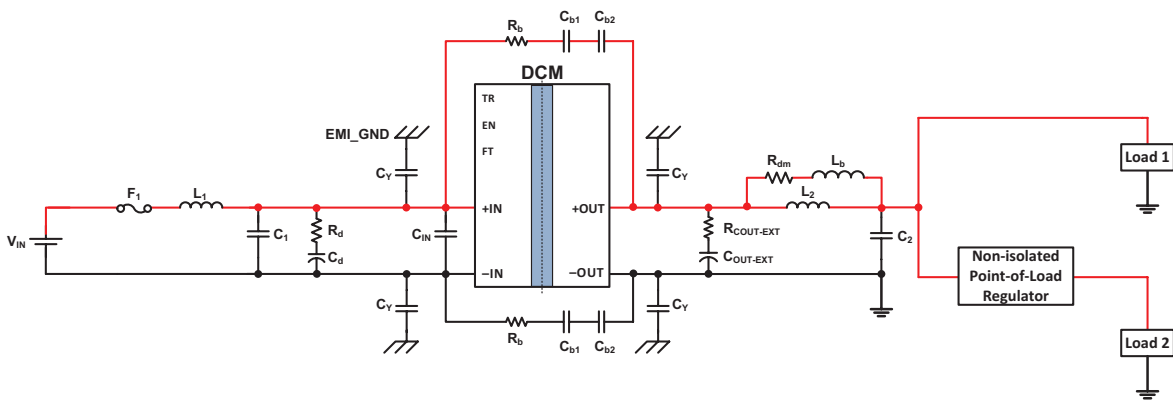 Rb
Cb1
Cb2
DCM
TR
EN
FT
EMI_GND
CY
CY
F1
L1
+IN
+OUT
Rdm
Lb
L2
Load 1
VIN
C1
Rd
Cd
CIN
RCOUT-EXT
COUT-EXT
C2
–IN
–OUT
Non-isolated
Point-of-Load
Regulator
CY
CY
Rb
Cb1
Cb2
Load 2